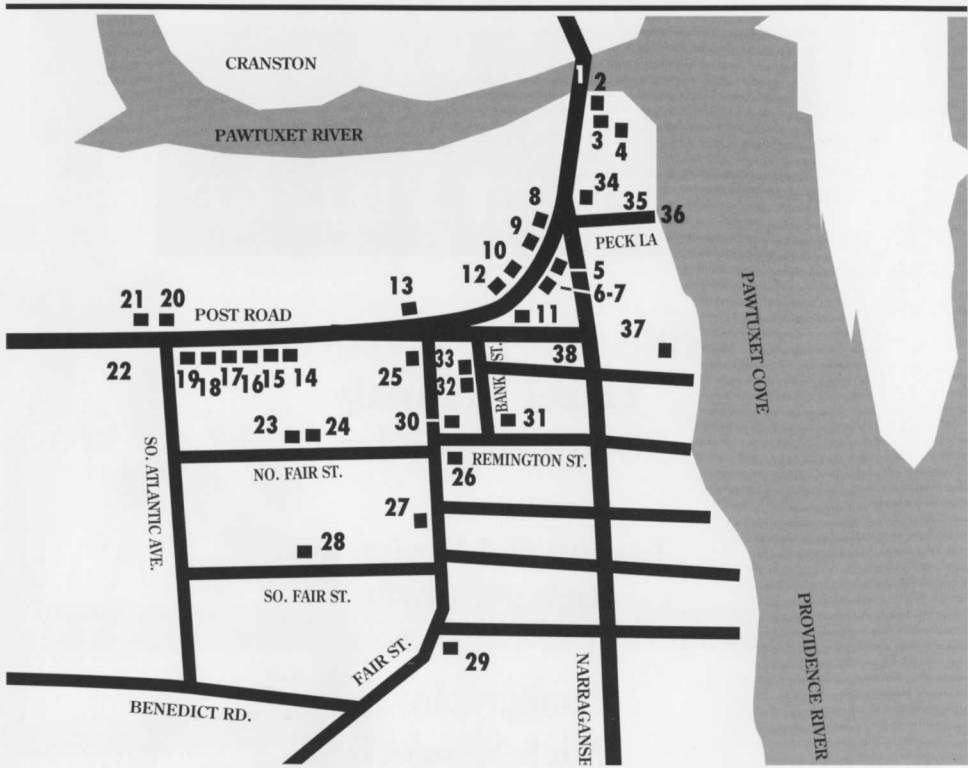 CRANSTON
1
2
PAWTUXET RIVER
3
4
34
35
36
8
9
PECK LA
10
12
5
6-7
13
11
21
20
POST ROAD
PAWTUXET COVE
37
38
22
19
18
17
16
15
14
25
33
32
BANK ST.
30
31
23
24
SO. ATLANTIC AVE.
NO. FAIR ST.
REMINGTON ST.
26
27
28
SO. FAIR ST.
FAIR ST.
29
NARRAGANSE
PROVIDENCE RIVER
BENEDICT RD.